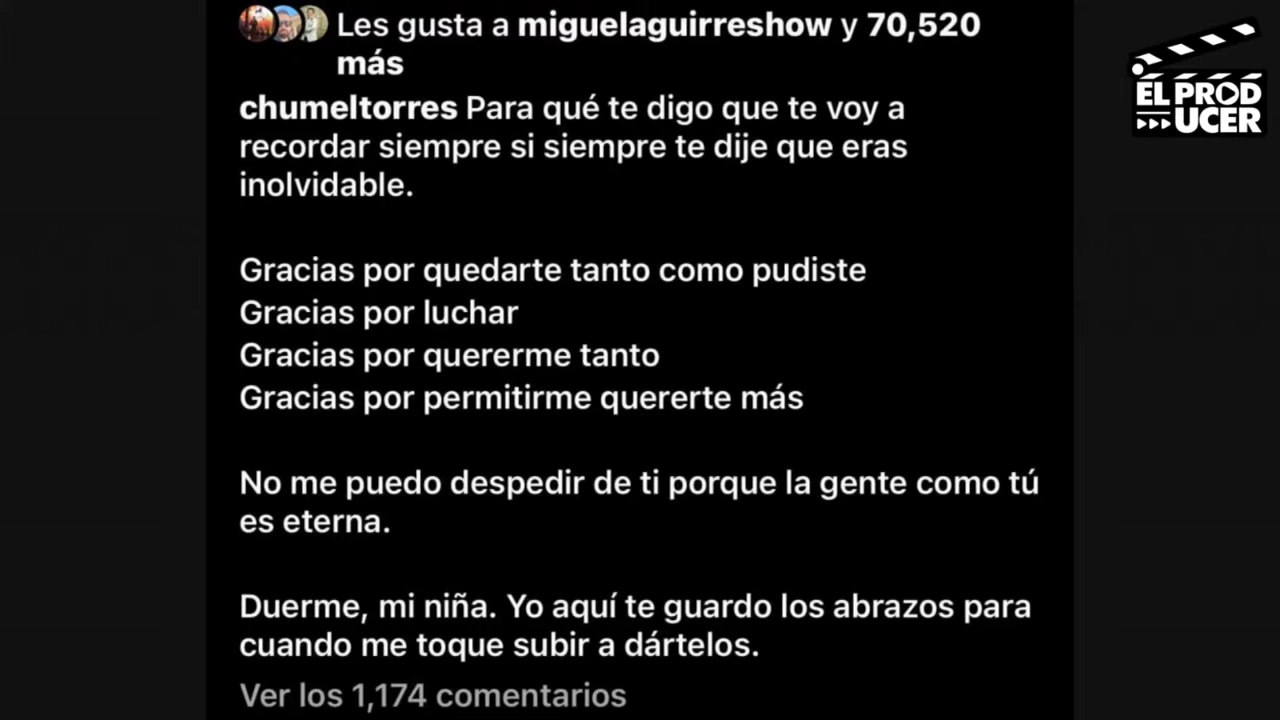 Les gusta a miguelaguirreshow y 70,520
más
chumeltorres Para qué te digo que te voy a
recordar siempre si siempre te dije que eras
inolvidable.
Gracias por quedarte tanto como pudiste
Gracias por luchar
Gracias por quererme tanto
Gracias por permitirme quererte más
No me puedo despedir de ti porque la gente como tú
es eterna.
Duerme, mi niña. Yo aquí te guardo los abrazos para
cuando me toque subir a dártelos.
Ver los 1,174 comentarios
EL PROD
UCER